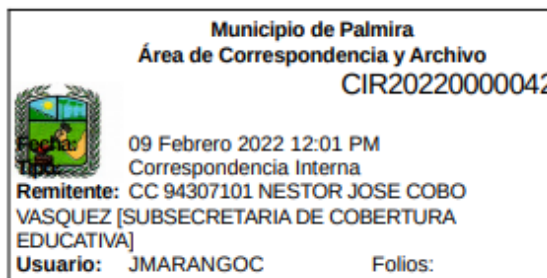 Municipio de Palmira
Área de Correspondencia y Archivo
CIR20220000042
Fecha: 09 Febrero 2022 12:01 PM
Tipo: Correspondencia Interna
Remitente: CC 94307101 NESTOR JOSE COBO
VASQUEZ [SUBSECRETARIA DE COBERTURA
EDUCATIVA]
Usuario: JMARANGOC Folios: